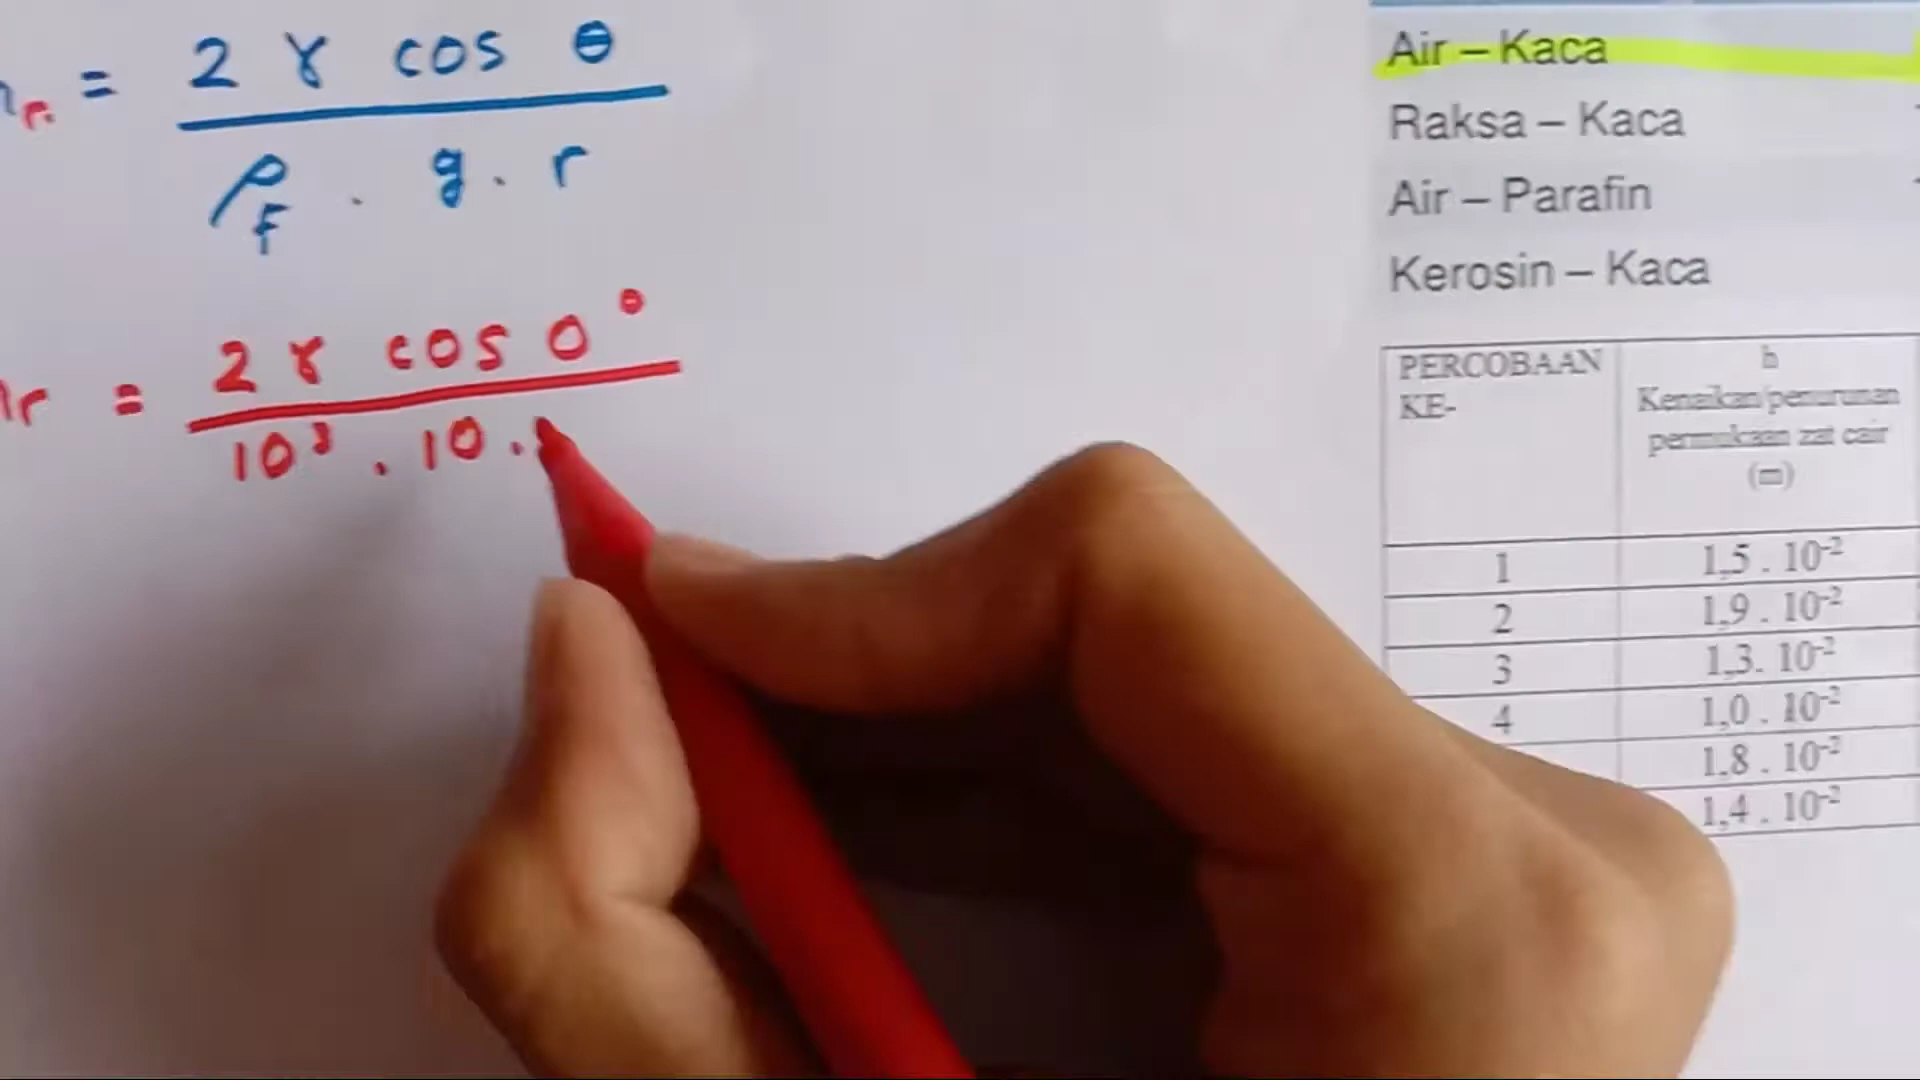 r = 2 γ cos θ
ρF . g . r
r = 2 γ cos 0°
10³ . 10 .
Air – Kaca
Raksa – Kaca
Air – Parafin
Kerosin – Kaca
PERCOBAAN
KE-
h
Kenaikan/penurunan
permukaan zat cair
(m)
1 1,5 . 10⁻²
2 1,9 . 10⁻²
3 1,3. 10⁻²
4 1,0 . 10⁻²
1.8 . 10⁻²
1,4 . 10⁻²